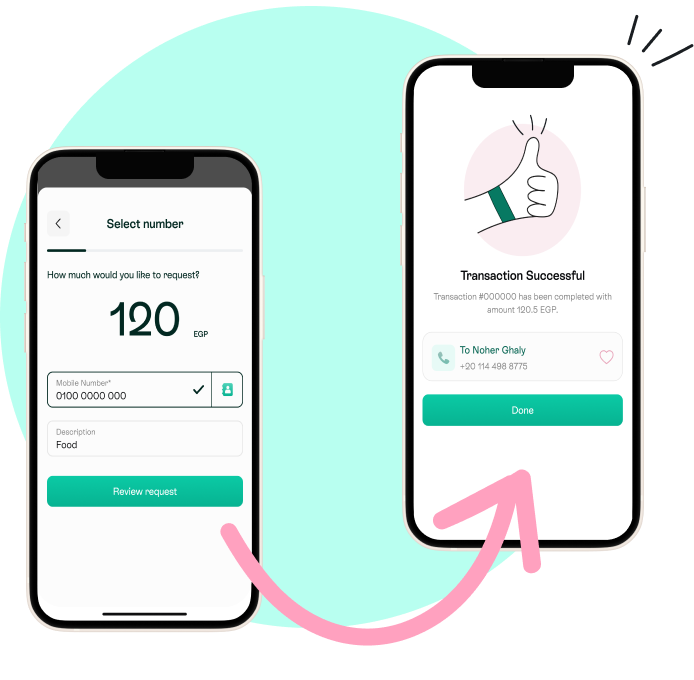 Select number
How much would you like to request?
120 EGP
Mobile Number*
0100 0000 000
Description
Food
Review request
Transaction Successful
Transaction #000000 has been completed with
amount 120.5 EGP.
To Noher Ghaly
+20 114 498 8775
Done